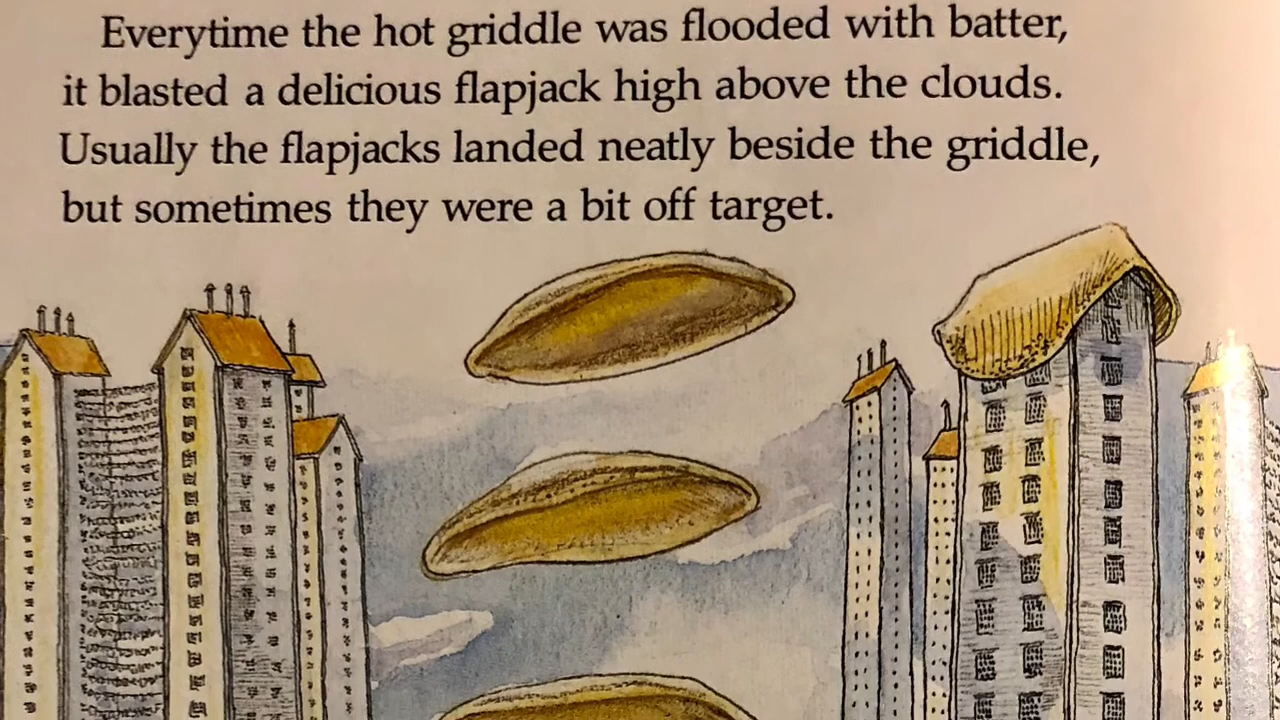 Everytime the hot griddle was flooded with batter,
it blasted a delicious flapjack high above the clouds.
Usually the flapjacks landed neatly beside the griddle,
but sometimes they were a bit off target.